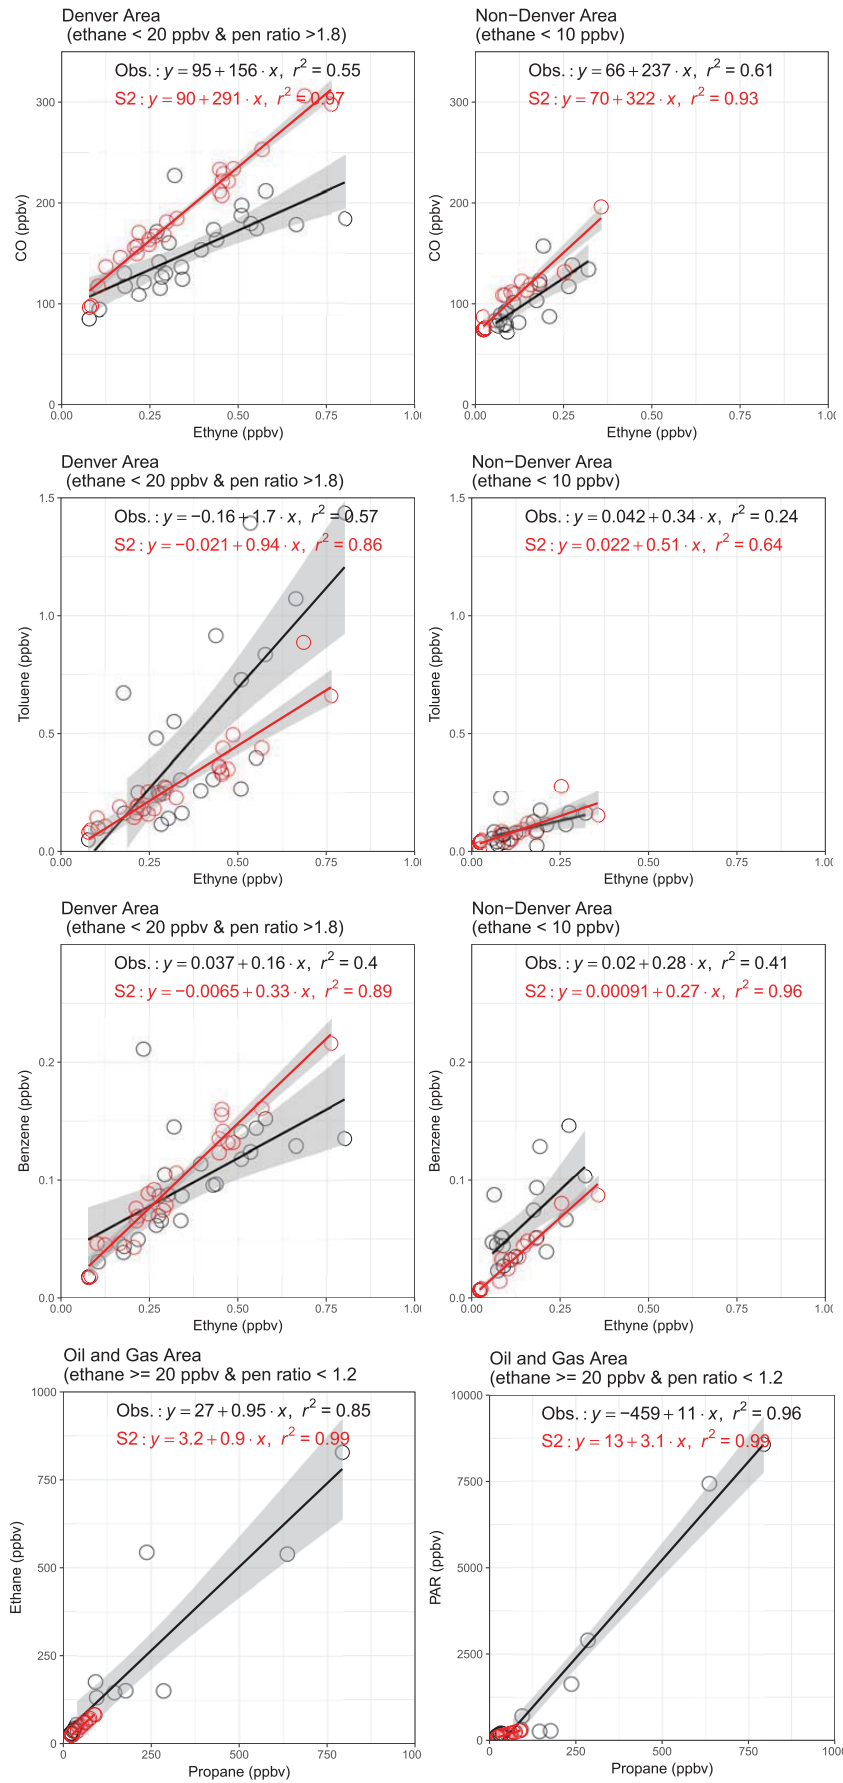 Denver Area
(ethane < 20 ppbv & pen ratio >1.8)
Obs. : y = 95 + 156 · x, r² = 0.55
S2 : y = 90 + 291 · x, r² = 0.97
300
200
100
0
CO (ppbv)
0.00 0.25 0.50 0.75 1.0
Ethyne (ppbv)
Non−Denver Area
(ethane < 10 ppbv)
Obs. : y = 66 + 237 · x, r² = 0.61
S2 : y = 70 + 322 · x, r² = 0.93
300
200
100
0
CO (ppbv)
0.00 0.25 0.50 0.75 1.0
Ethyne (ppbv)
Denver Area
(ethane < 20 ppbv & pen ratio >1.8)
Obs. : y = −0.16 + 1.7 · x, r² = 0.57
S2 : y = −0.021 + 0.94 · x, r² = 0.86
1.5
1.0
0.5
0.0
Toluene (ppbv)
0.00 0.25 0.50 0.75 1.00
Ethyne (ppbv)
Non−Denver Area
(ethane < 10 ppbv)
Obs. : y = 0.042 + 0.34 · x, r² = 0.24
S2 : y = 0.022 + 0.51 · x, r² = 0.64
1.5
1.0
0.5
0.0
Toluene (ppbv)
0.00 0.25 0.50 0.75 1.00
Ethyne (ppbv)
Denver Area
(ethane < 20 ppbv & pen ratio >1.8)
Obs. : y = 0.037 + 0.16 · x, r² = 0.4
S2 : y = −0.0065 + 0.33 · x, r² = 0.89
0.2
0.1
0.0
Benzene (ppbv)
0.00 0.25 0.50 0.75 1.00
Ethyne (ppbv)
Non−Denver Area
(ethane < 10 ppbv)
Obs. : y = 0.02 + 0.28 · x, r² = 0.41
S2 : y = 0.00091 + 0.27 · x, r² = 0.96
0.2
0.1
0.0
Benzene (ppbv)
0.00 0.25 0.50 0.75 1.00
Ethyne (ppbv)
Oil and Gas Area
(ethane >= 20 ppbv & pen ratio < 1.2
Obs. : y = 27 + 0.95 · x, r² = 0.85
S2 : y = 3.2 + 0.9 · x, r² = 0.99
1000
750
500
250
0
Ethane (ppbv)
0 250 500 750 100
Propane (ppbv)
Oil and Gas Area
(ethane >= 20 ppbv & pen ratio < 1.2
Obs. : y = −459 + 11 · x, r² = 0.96
S2 : y = 13 + 3.1 · x, r² = 0.99
10000
7500
5000
2500
0
PAR (ppbv)
0 250 500 750 1000
Propane (ppbv)